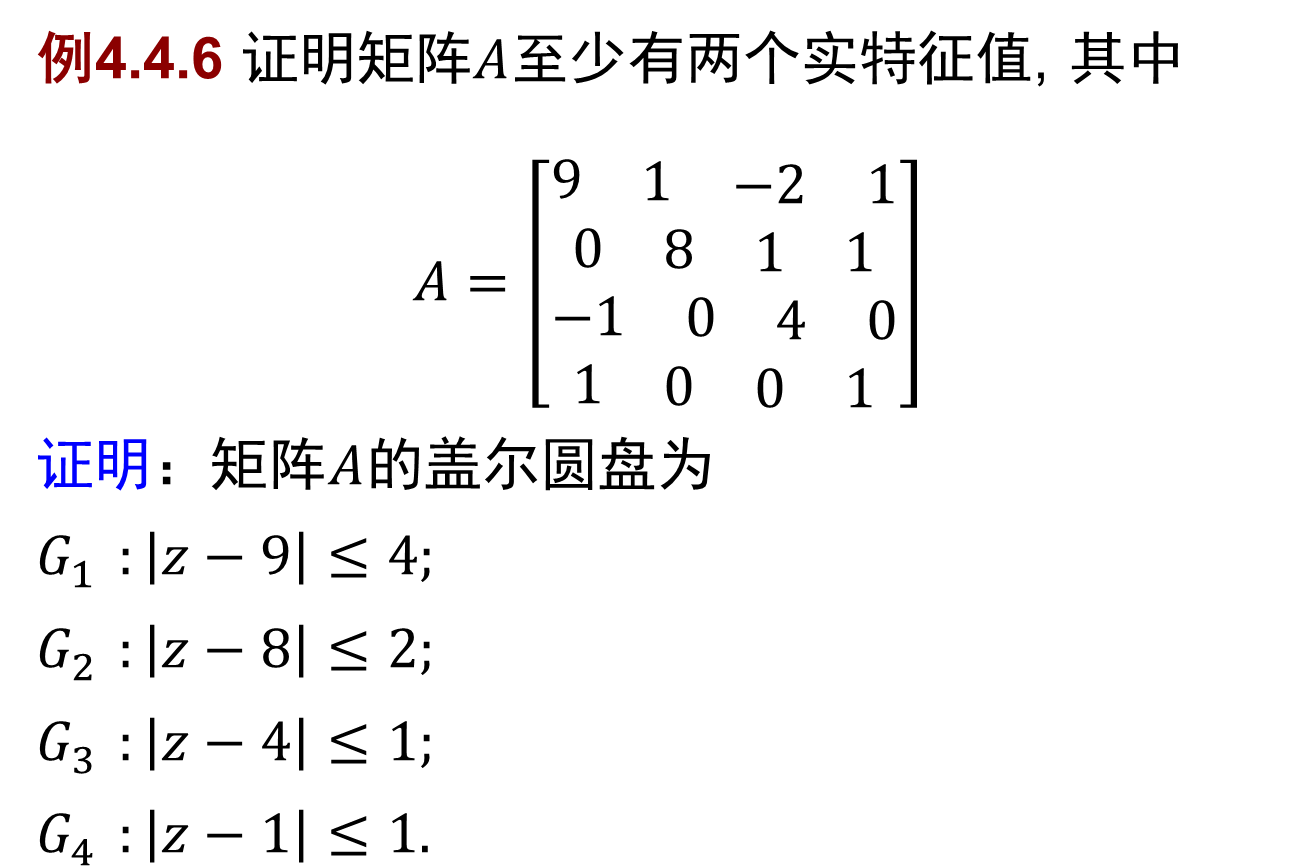 例4.4.6 证明矩阵A至少有两个实特征值, 其中
A = [9 1 −2 1
0 8 1 1
−1 0 4 0
1 0 0 1]
证明：矩阵A的盖尔圆盘为
G₁ :|z − 9| ≤ 4;
G₂ :|z − 8| ≤ 2;
G₃ :|z − 4| ≤ 1;
G₄ :|z − 1| ≤ 1.